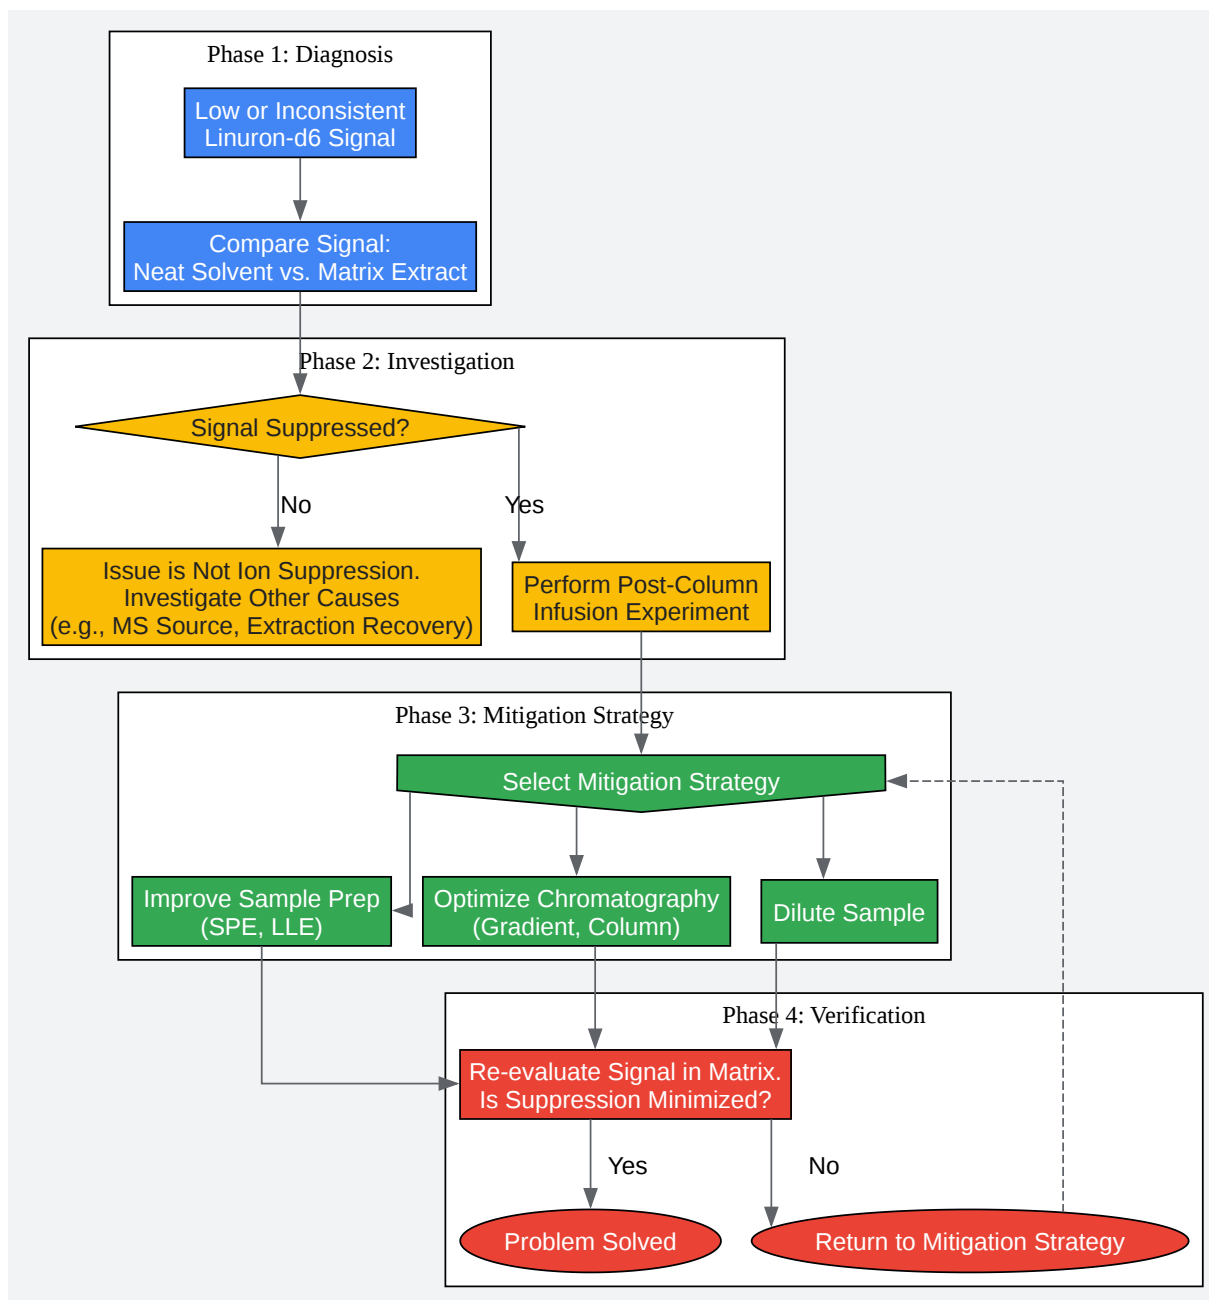 Phase 1: Diagnosis
Low or Inconsistent
Linuron-d6 Signal
Compare Signal:
Neat Solvent vs. Matrix Extract
Phase 2: Investigation
Signal Suppressed?
No
Yes
Issue is Not Ion Suppression.
Investigate Other Causes
(e.g., MS Source, Extraction Recovery)
Perform Post-Column
Infusion Experiment
Phase 3: Mitigation Strategy
Select Mitigation Strategy
Improve Sample Prep
(SPE, LLE)
Optimize Chromatography
(Gradient, Column)
Dilute Sample
Phase 4: Verification
Re-evaluate Signal in Matrix.
Is Suppression Minimized?
Yes
No
Problem Solved
Return to Mitigation Strategy